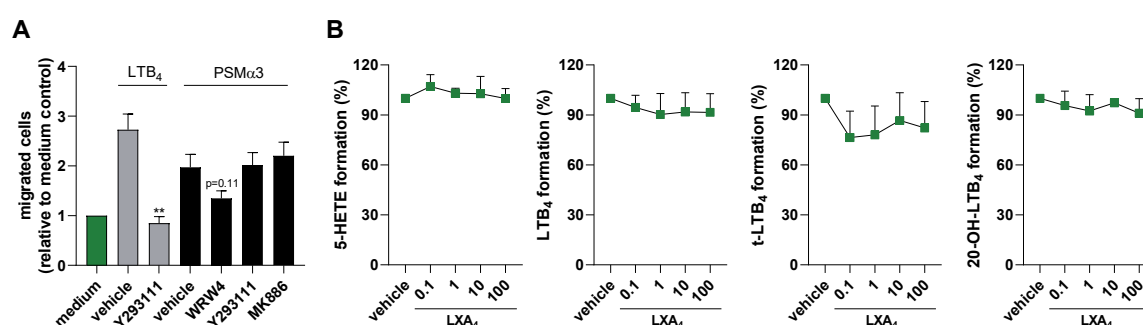 A
B
LTB4
PSMα3
migrated cells
(relative to medium control)
4
3
2
1
0
p=0.11
**
medium
vehicle
Y293111
vehicle
WRW4
Y293111
MK886
5-HETE formation (%)
120
90
60
30
0
vehicle
0.1
1
10
100
LXA4
LTB4 formation (%)
120
90
60
30
0
vehicle
0.1
1
10
100
LXA4
t-LTB4 formation (%)
120
90
60
30
0
vehicle
0.1
1
10
100
LXA4
20-OH-LTB4 formation (%)
120
90
60
30
0
vehicle
0.1
1
10
100
LXA4